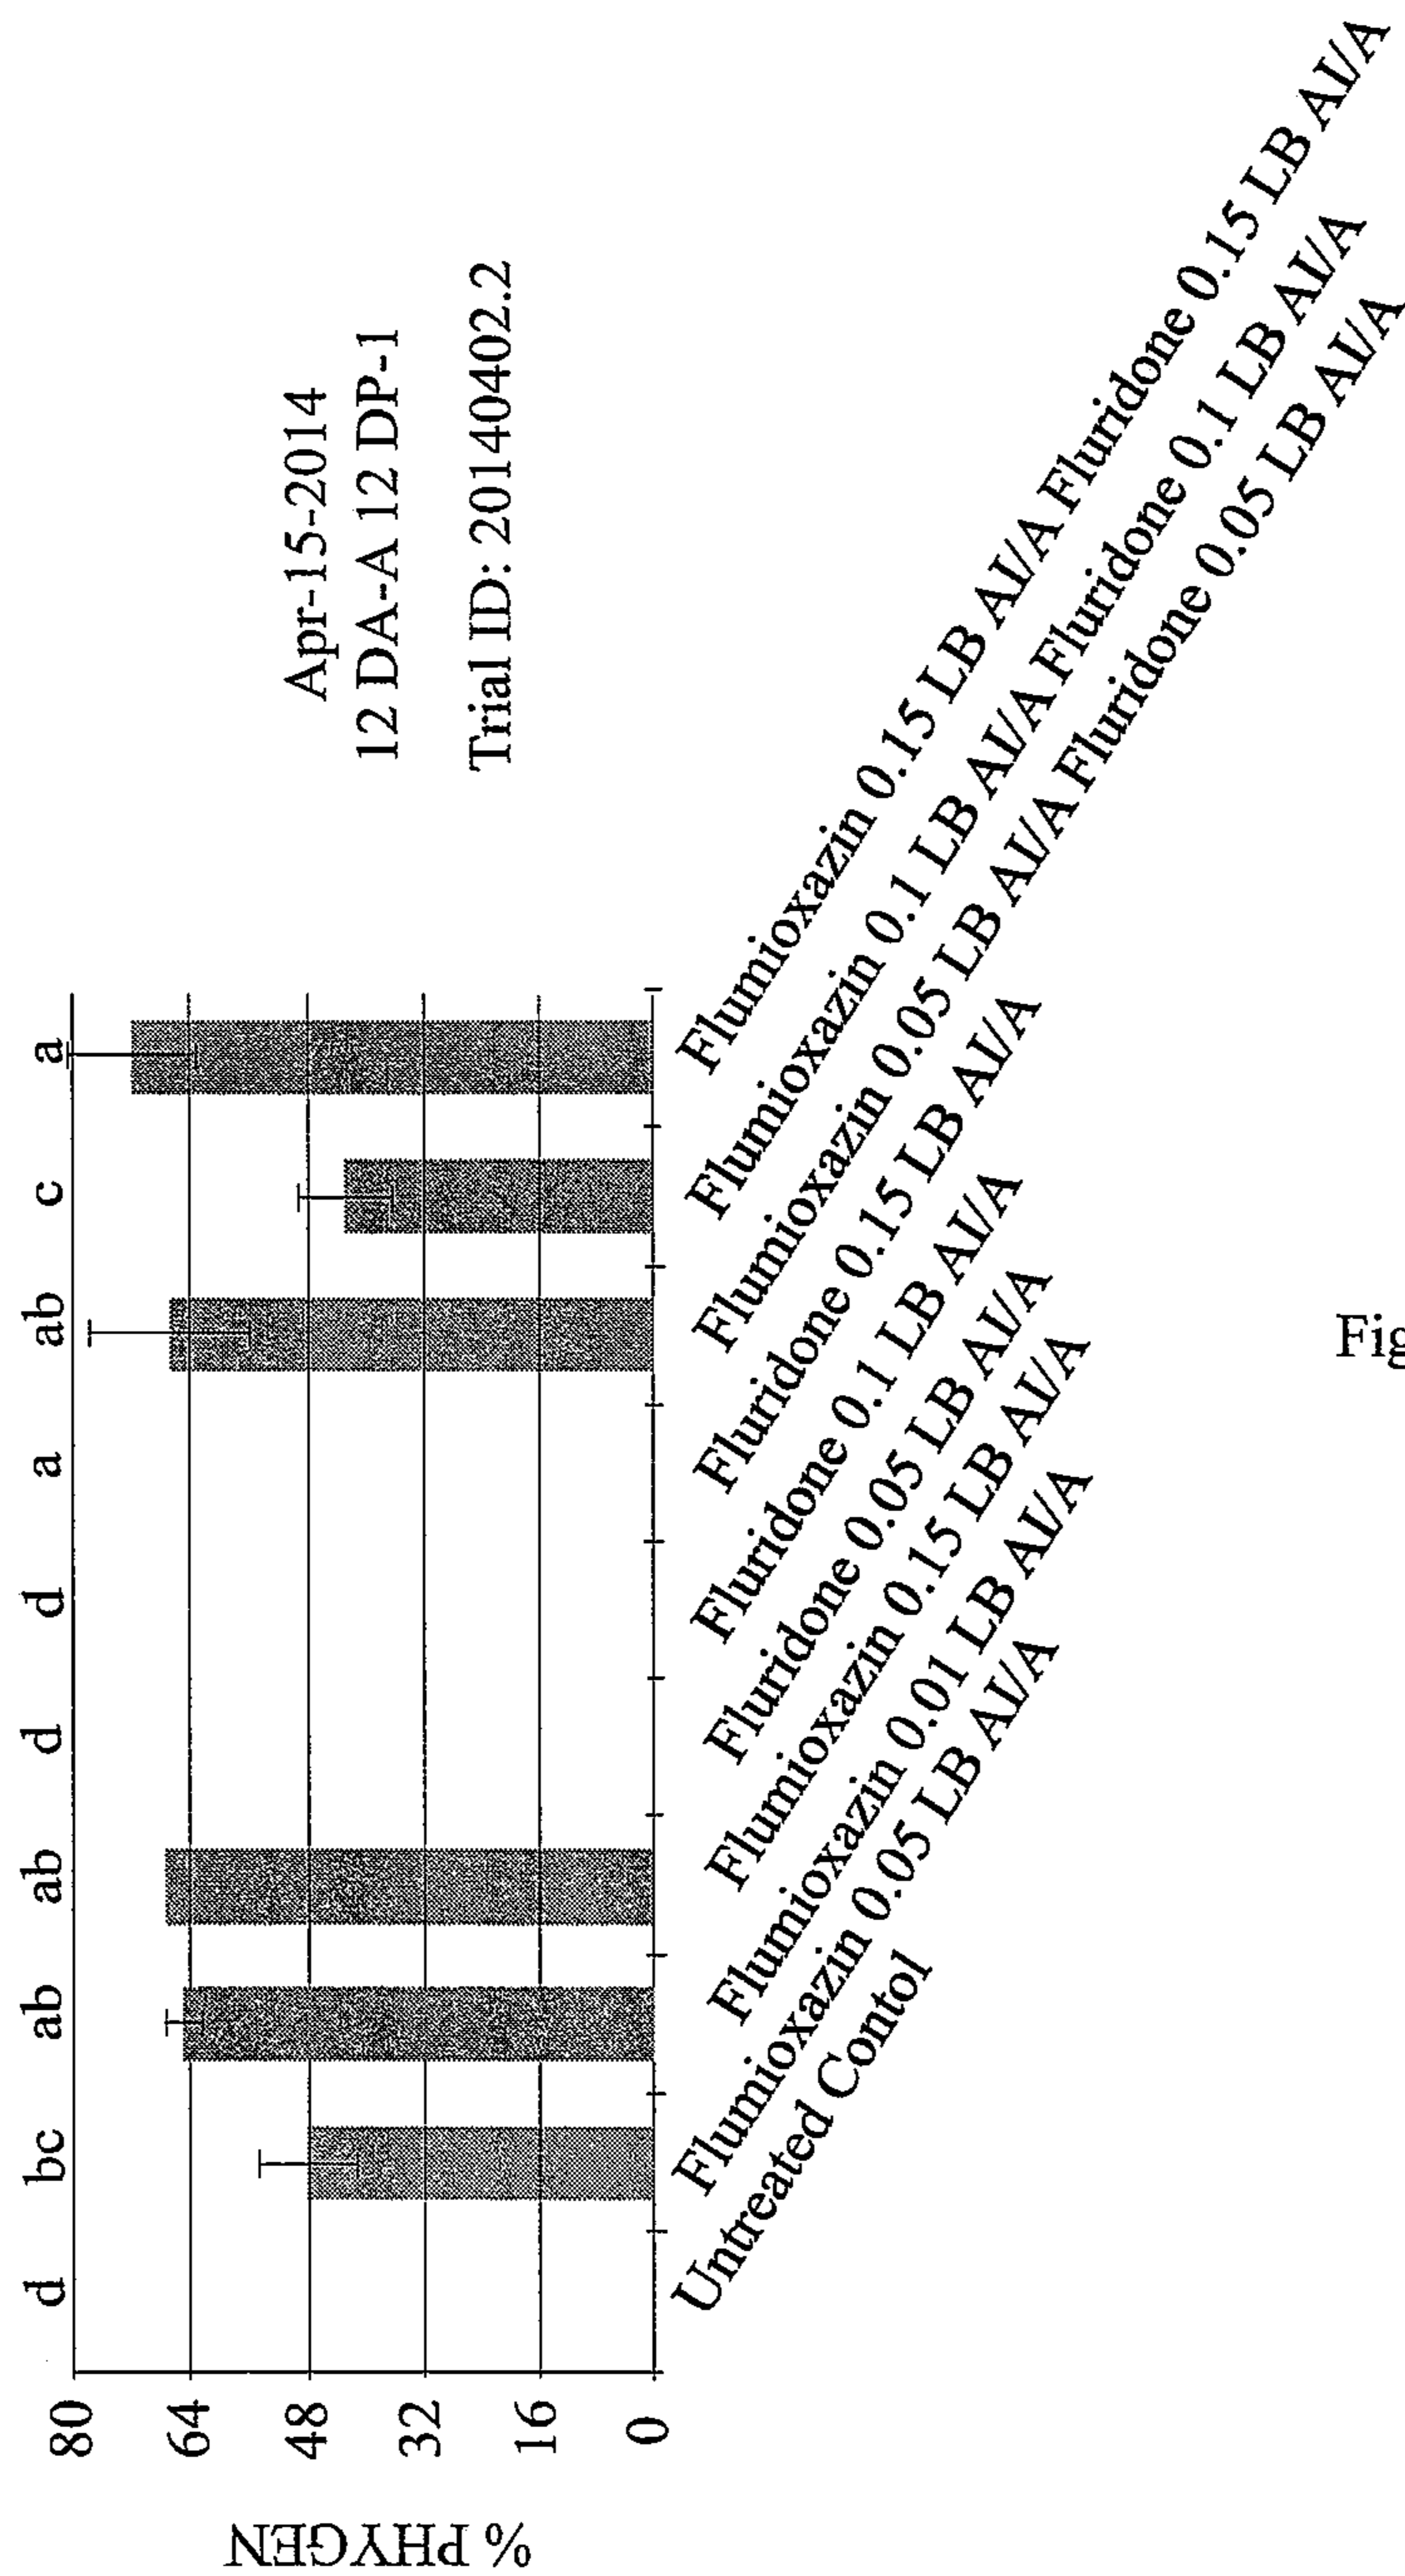 Apr-15-2014
12 DA-A 12 DP-1
Trial ID: 20140402.2
% PHYGEN
80
64
48
32
16
0
d bc ab ab d d a ab c a
Untreated Contol
Flumioxazin 0.05 LB AI/A
Flumioxazin 0.01 LB AI/A
Flumioxazin 0.15 LB AI/A
Fluridone 0.05 LB AI/A
Fluridone 0.1 LB AI/A
Fluridone 0.15 LB AI/A
Flumioxazin 0.05 LB AI/A Fluridone 0.05 LB AI/A
Flumioxazin 0.1 LB AI/A Fluridone 0.1 LB AI/A
Flumioxazin 0.15 LB AI/A Fluridone 0.15 LB AI/A
Fig